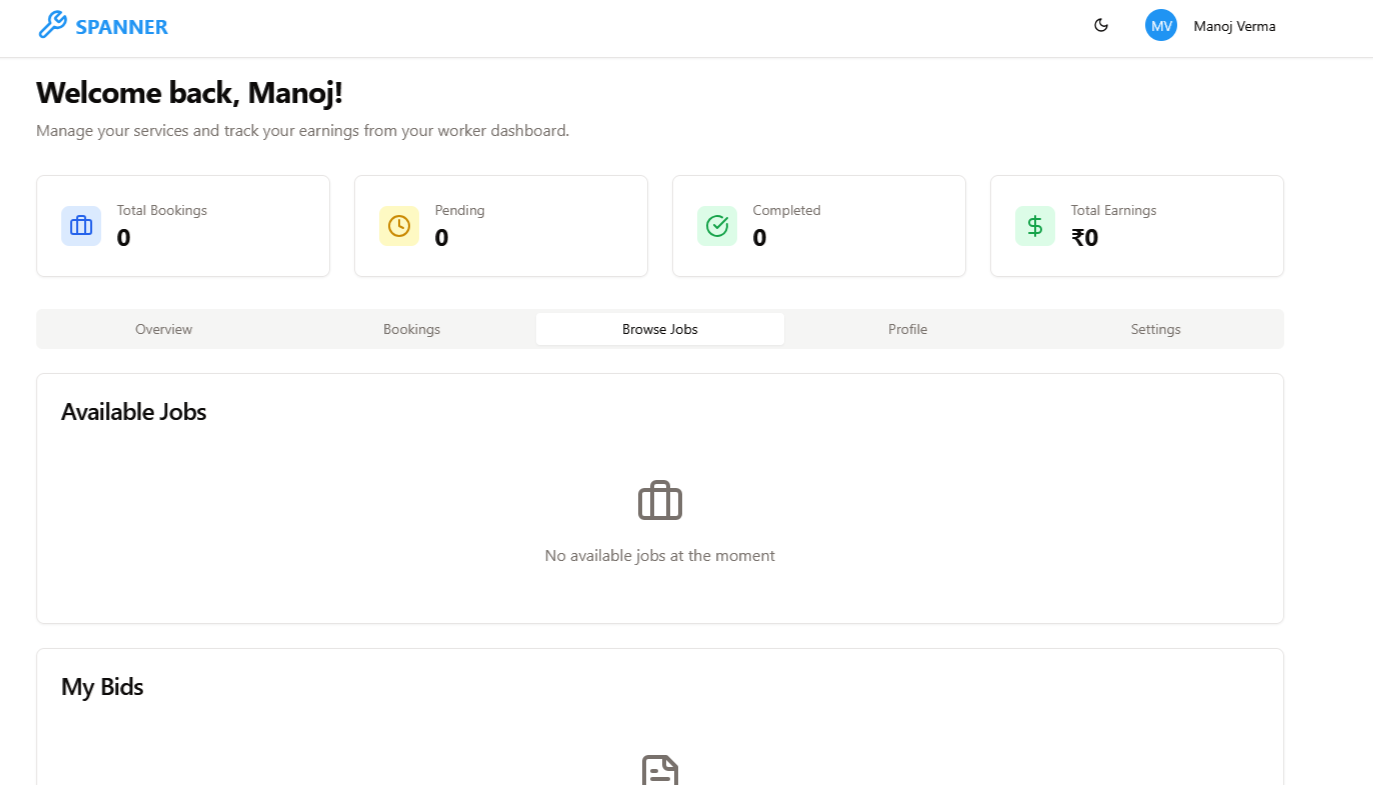 SPANNER
MV
Manoj Verma
Welcome back, Manoj!
Manage your services and track your earnings from your worker dashboard.
Total Bookings
0
Pending
0
Completed
0
Total Earnings
₹0
Overview
Bookings
Browse Jobs
Profile
Settings
Available Jobs
No available jobs at the moment
My Bids